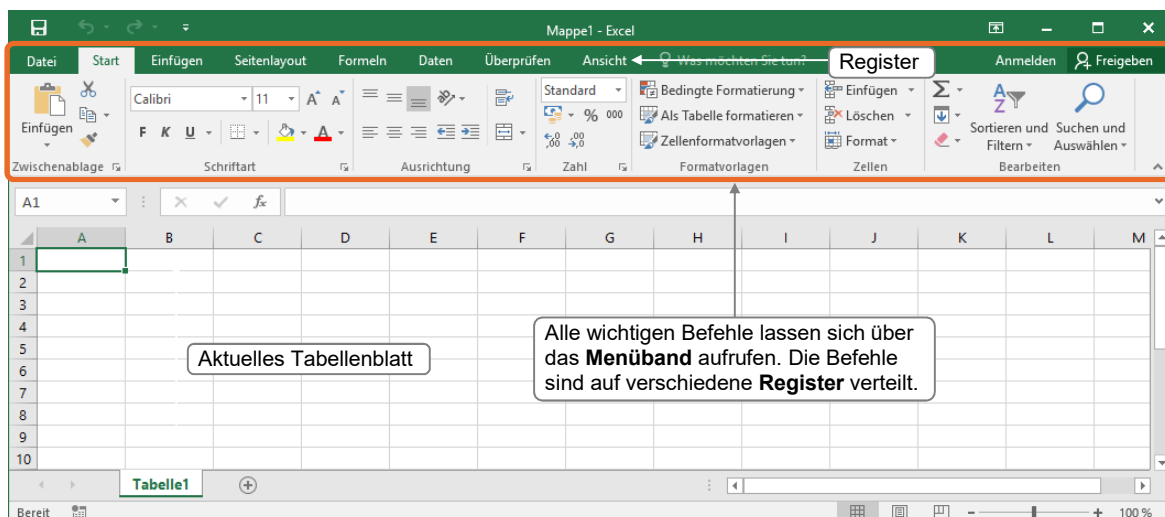 Mappe1 - Excel
Datei Start Einfügen Seitenlayout Formeln Daten Überprüfen Ansicht Was möchten Sie tun? Register Anmelden Freigeben
Calibri 11 A A Standard Bedingte Formatierung Einfügen Σ A Z
Einfügen F K U A % 000 Als Tabelle formatieren Löschen Sortieren und Suchen und
,00 ,0 Zellenformatvorlagen Format Filtern Auswählen
Zwischenablage Schriftart Ausrichtung Zahl Formatvorlagen Zellen Bearbeiten
A1 fx
A B C D E F G H I J K L M
1
2
3
4
5
6
7
8
9
10
Aktuelles Tabellenblatt
Alle wichtigen Befehle lassen sich über
das Menüband aufrufen. Die Befehle
sind auf verschiedene Register verteilt.
Tabelle1
Bereit 100 %